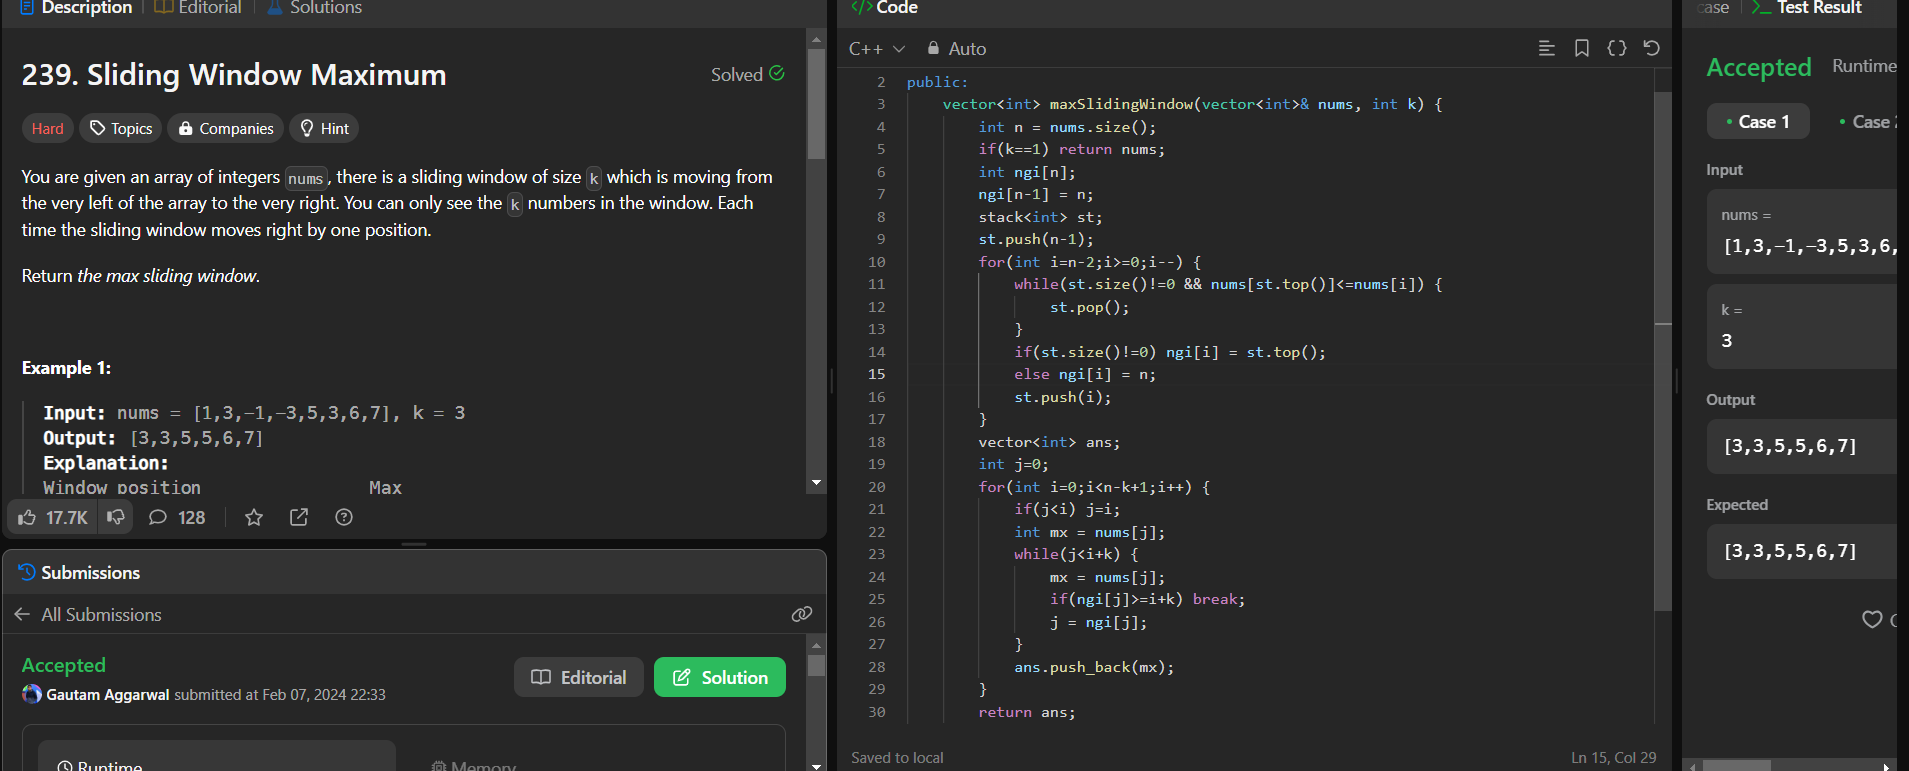 Description
Editorial
Solutions
239. Sliding Window Maximum
Solved
Hard
Topics
Companies
Hint
You are given an array of integers nums, there is a sliding window of size k which is moving from
the very left of the array to the very right. You can only see the k numbers in the window. Each
time the sliding window moves right by one position.
Return the max sliding window.
Example 1:
Input: nums = [1,3,-1,-3,5,3,6,7], k = 3
Output: [3,3,5,5,6,7]
Explanation:
Window position Max
17.7K
128
Submissions
All Submissions
Accepted
Gautam Aggarwal submitted at Feb 07, 2024 22:33
Editorial
Solution
Runtime
Memory
</> Code
C++
Auto
2 public:
3 vector<int> maxSlidingWindow(vector<int>& nums, int k) {
4 int n = nums.size();
5 if(k==1) return nums;
6 int ngi[n];
7 ngi[n-1] = n;
8 stack<int> st;
9 st.push(n-1);
10 for(int i=n-2;i>=0;i--) {
11 while(st.size()!=0 && nums[st.top()]<=nums[i]) {
12 st.pop();
13 }
14 if(st.size()!=0) ngi[i] = st.top();
15 else ngi[i] = n;
16 st.push(i);
17 }
18 vector<int> ans;
19 int j=0;
20 for(int i=0;i<n-k+1;i++) {
21 if(j<i) j=i;
22 int mx = nums[j];
23 while(j<i+k) {
24 mx = nums[j];
25 if(ngi[j]>=i+k) break;
26 j = ngi[j];
27 }
28 ans.push_back(mx);
29 }
30 return ans;
Saved to local
Ln 15, Col 29
case
Test Result
Accepted
Runtime
Case 1
Case
Input
nums =
[1,3,-1,-3,5,3,6,
k =
3
Output
[3,3,5,5,6,7]
Expected
[3,3,5,5,6,7]